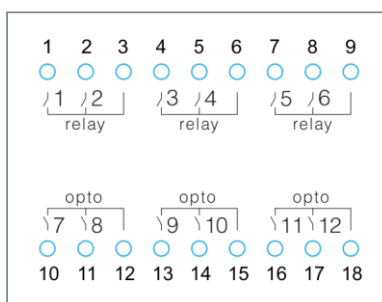 1 2 3 4 5 6 7 8 9
1 2 3 4 5 6
relay relay relay
opto opto opto
7 8 9 10 11 12
10 11 12 13 14 15 16 17 18